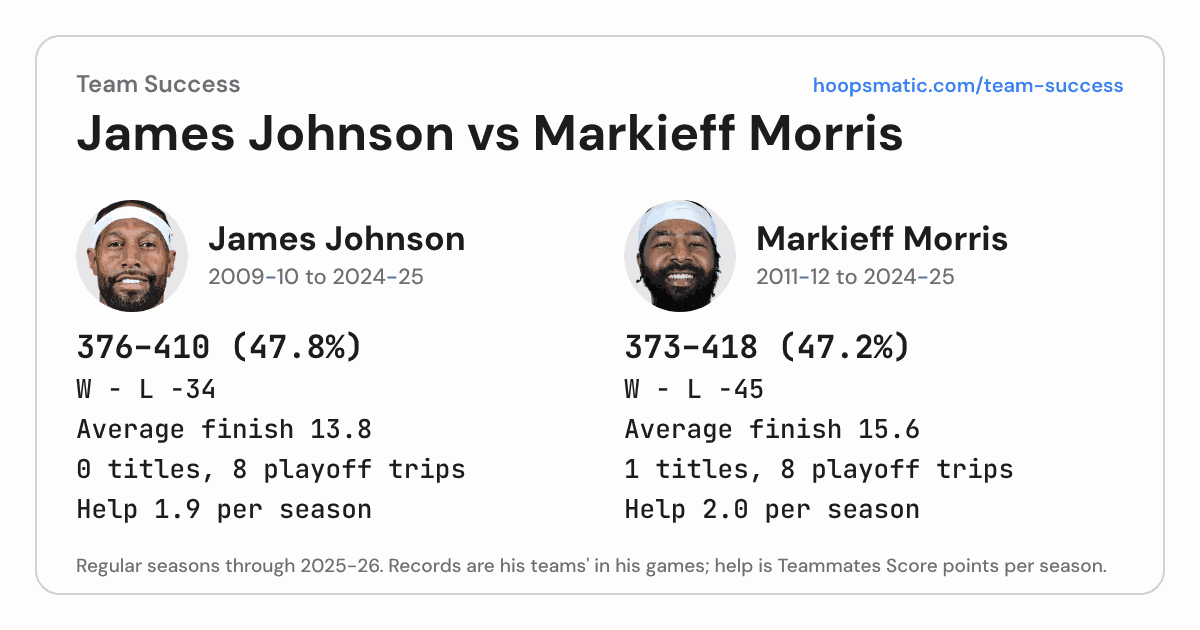 Team Success
hoopsmatic.com/team-success
James Johnson vs Markieff Morris
James Johnson
2009-10 to 2024-25
376-410 (47.8%)
W - L -34
Average finish 13.8
0 titles, 8 playoff trips
Help 1.9 per season
Markieff Morris
2011-12 to 2024-25
373-418 (47.2%)
W - L -45
Average finish 15.6
1 titles, 8 playoff trips
Help 2.0 per season
Regular seasons through 2025-26. Records are his teams' in his games; help is Teammates Score points per season.